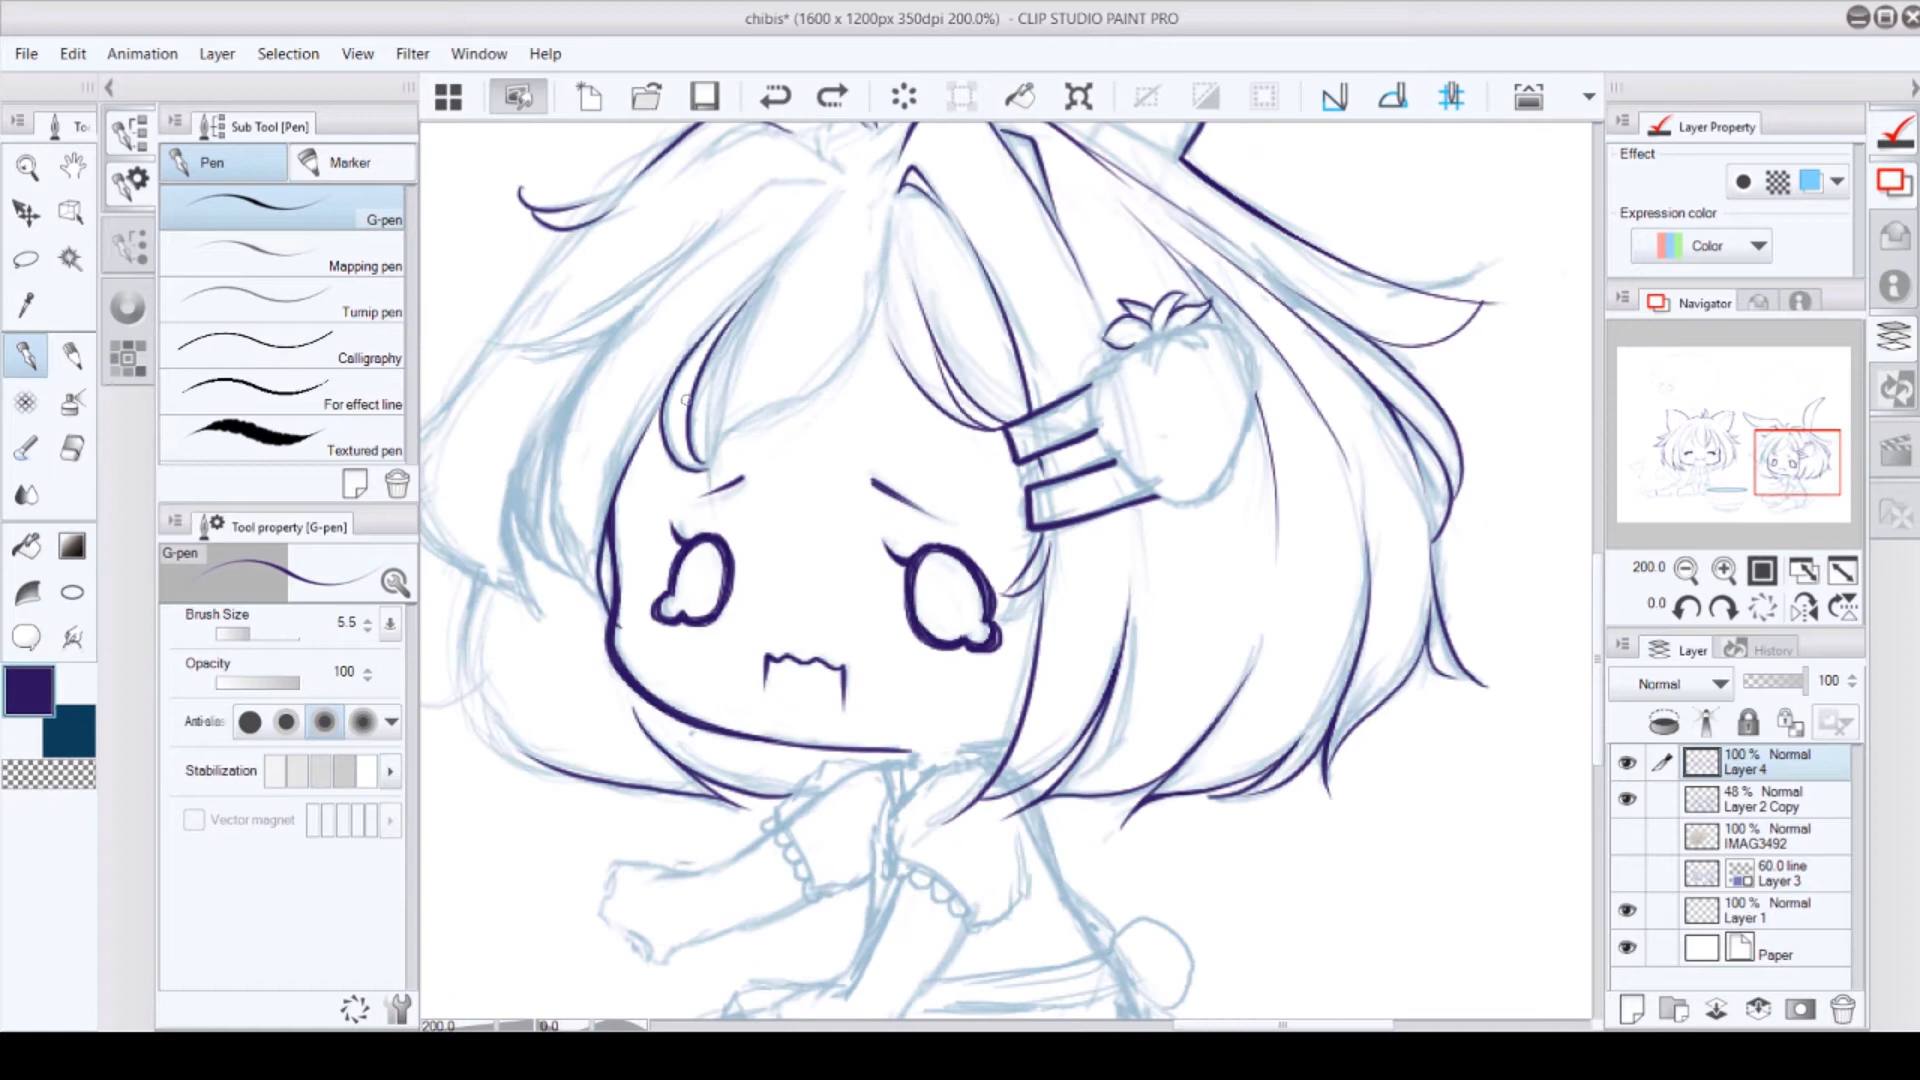 chibis* (1600 x 1200px 350dpi 200.0%) - CLIP STUDIO PAINT PRO
File Edit Animation Layer Selection View Filter Window Help
Sub Tool [Pen]
Pen Marker
G-pen
Mapping pen
Turnip pen
Calligraphy
For effect line
Textured pen
Tool property [G-pen]
G-pen
Brush Size 5.5
Opacity 100
Stabilization
Vector magnet
200.0 0.0
Layer Property
Effect
Expression color
Color
Navigator
200.0
0.0
Layer History
Normal 100
100 % Normal
Layer 4
48 % Normal
Layer 2 Copy
100 % Normal
IMAG3492
60.0 line
Layer 3
100 % Normal
Layer 1
Paper